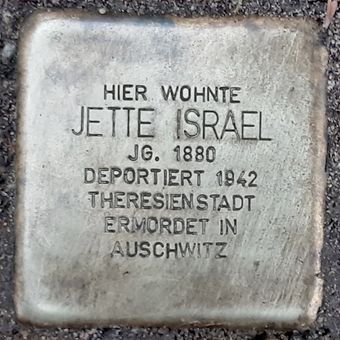 HIER WOHNTE
JETTE ISRAEL
JG. 1880
DEPORTIERT 1942
THERESIENSTADT
ERMORDET IN
AUSCHWITZ